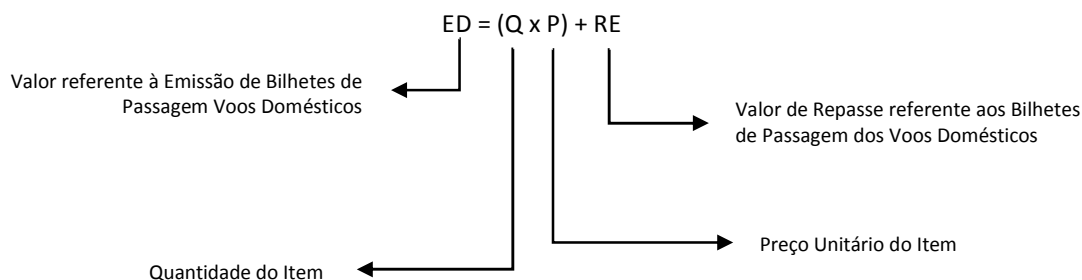 ED = (Q x P) + RE
Valor referente à Emissão de Bilhetes de
Passagem Voos Domésticos
Valor de Repasse referente aos Bilhetes
de Passagem dos Voos Domésticos
Preço Unitário do Item
Quantidade do Item